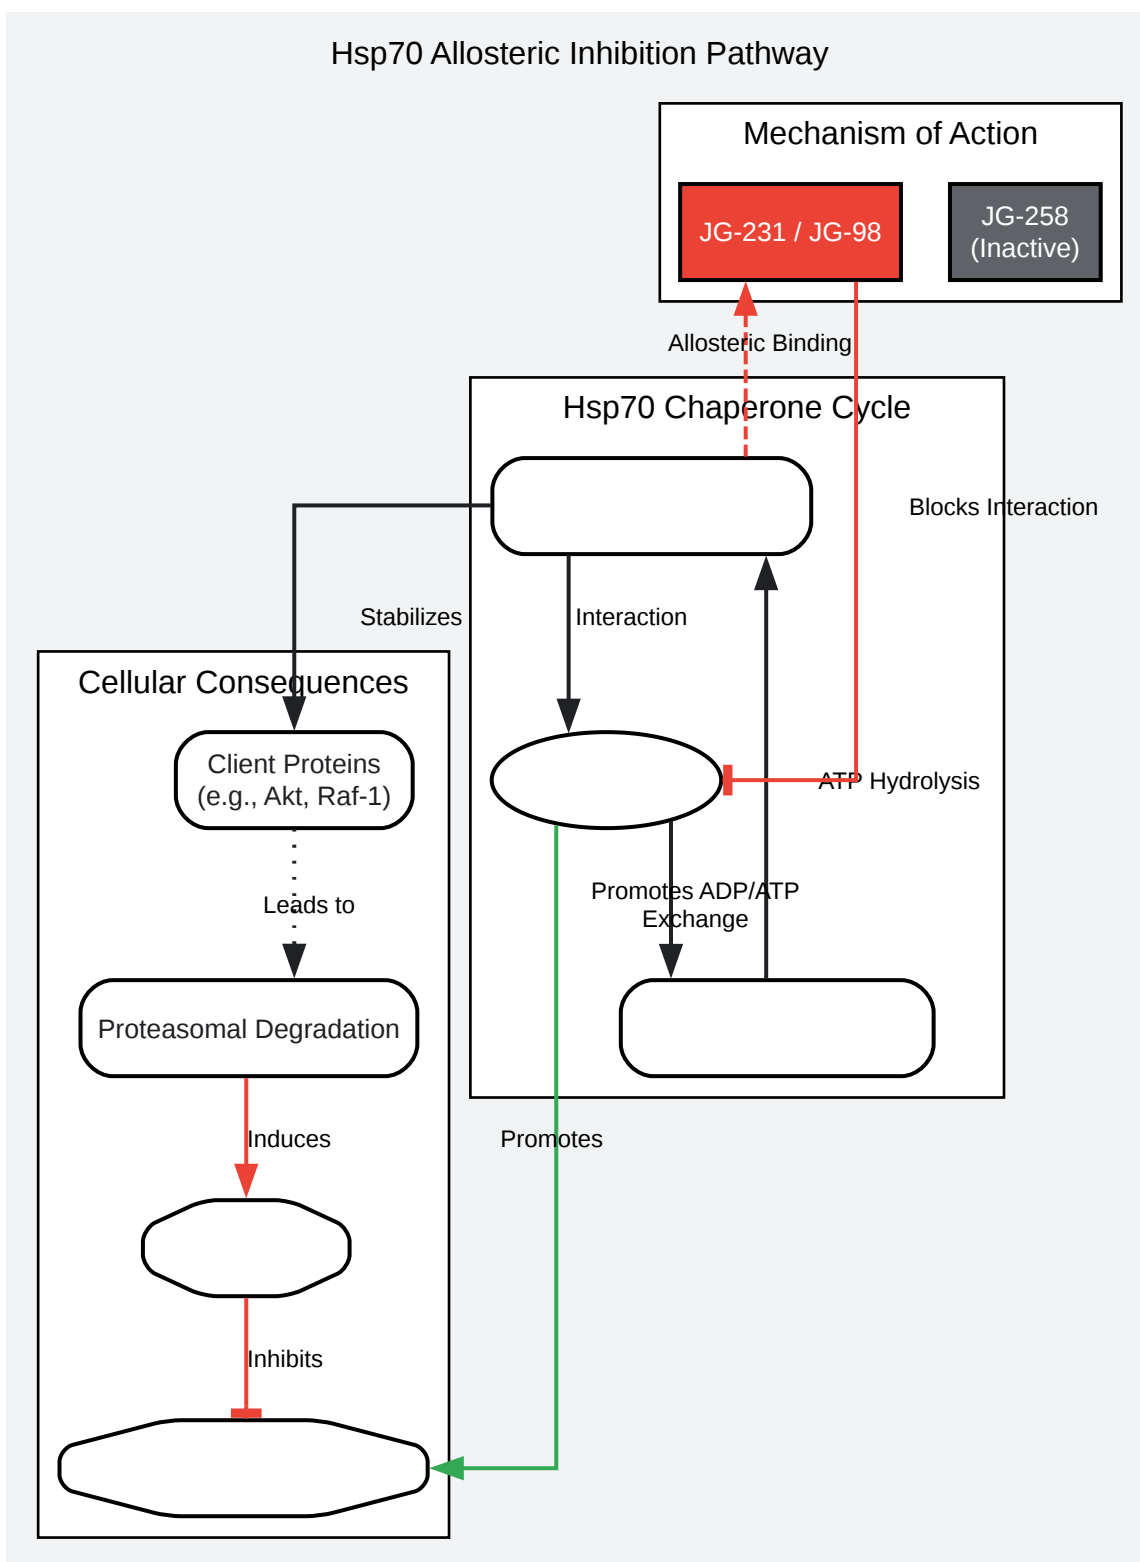 Hsp70 Allosteric Inhibition Pathway
Mechanism of Action
JG-231 / JG-98
JG-258
(Inactive)
Allosteric Binding
Hsp70 Chaperone Cycle
Blocks Interaction
Stabilizes
Interaction
Cellular Consequences
Client Proteins
(e.g., Akt, Raf-1)
ATP Hydrolysis
Leads to
Promotes ADP/ATP
Exchange
Proteasomal Degradation
Induces
Promotes
Inhibits